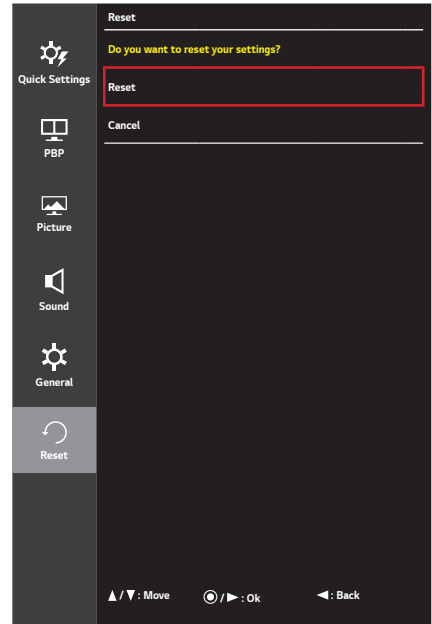 Reset
Do you want to reset your settings?
Reset
Cancel
Quick Settings
PBP
Picture
Sound
General
Reset
▲/▼: Move
◉/►: Ok
◄: Back